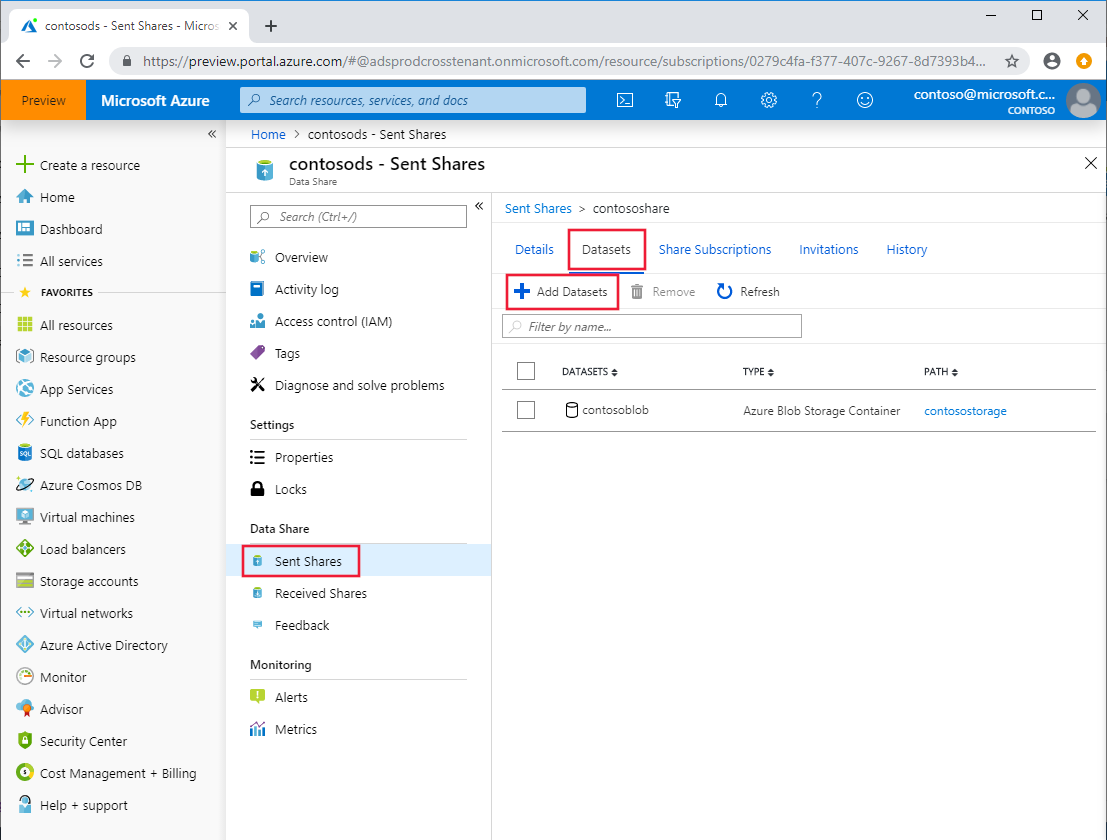 contosods - Sent Shares - Micros
https://preview.portal.azure.com/#@adsprodcrosstenant.onmicrosoft.com/resource/subscriptions/0279c4fa-f377-407c-9267-8d7393b4...
Preview
Microsoft Azure
Search resources, services, and docs
contoso@microsoft.c...
CONTOSO
«
Create a resource
Home
Dashboard
All services
FAVORITES
All resources
Resource groups
App Services
Function App
SQL databases
Azure Cosmos DB
Virtual machines
Load balancers
Storage accounts
Virtual networks
Azure Active Directory
Monitor
Advisor
Security Center
Cost Management + Billing
Help + support
Home > contosods - Sent Shares
contosods - Sent Shares
Data Share
Search (Ctrl+/)
«
Overview
Activity log
Access control (IAM)
Tags
Diagnose and solve problems
Settings
Properties
Locks
Data Share
Sent Shares
Received Shares
Feedback
Monitoring
Alerts
Metrics
Sent Shares > contososhare
Details Datasets Share Subscriptions Invitations History
Add Datasets Remove Refresh
Filter by name...
DATASETS TYPE PATH
contosoblob Azure Blob Storage Container contosostorage